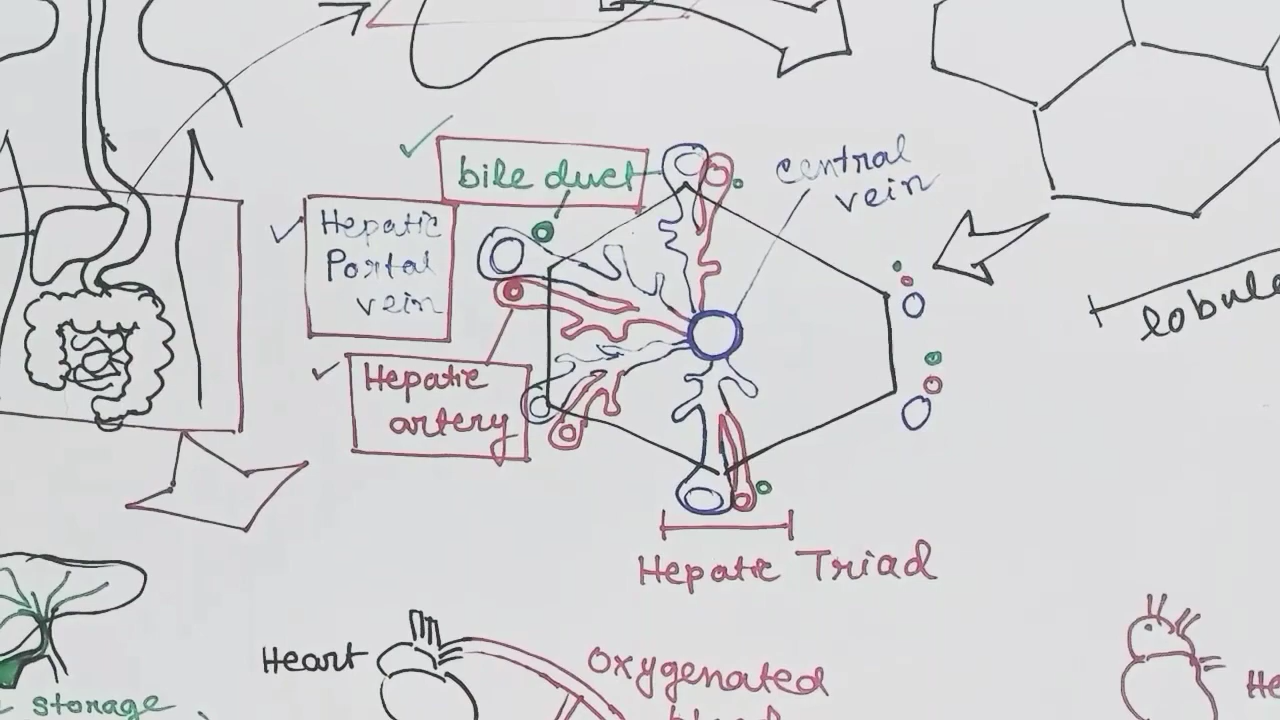 bile duct
central
vein
Hepatic
Portal
vein
Hepatic
artery
lobule
Hepatic Triad
Heart
oxygenated
storage